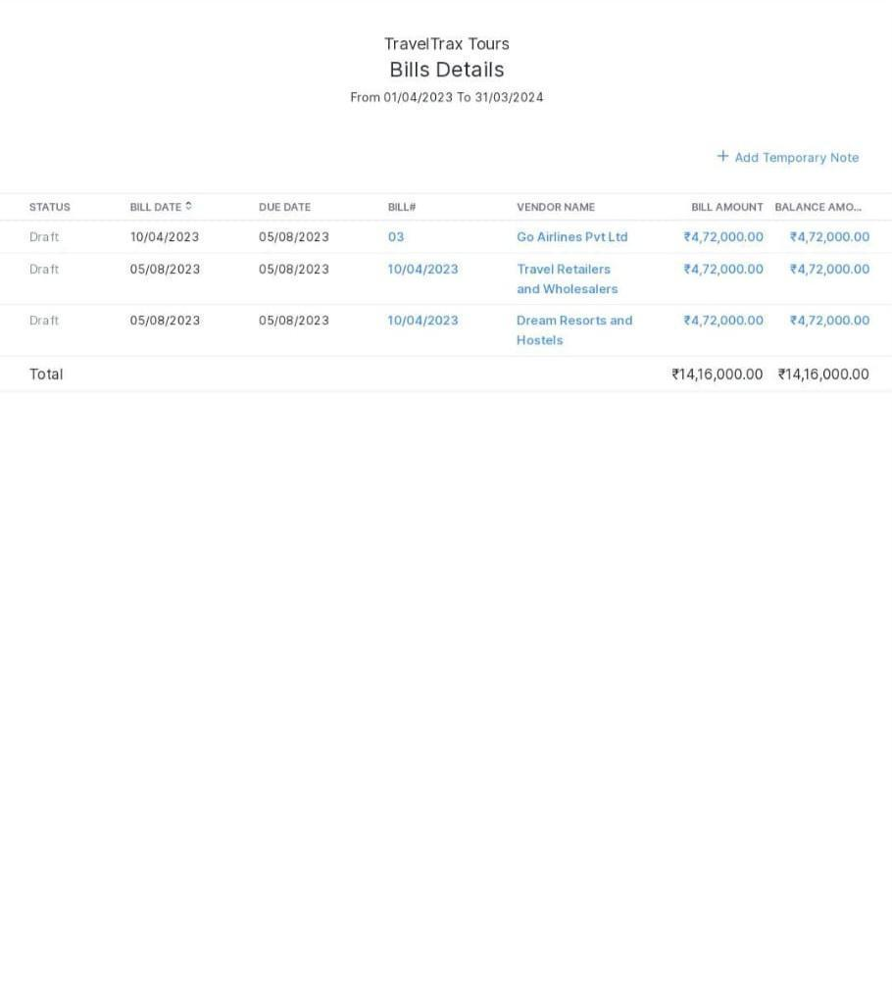 TravelTrax Tours
Bills Details
From 01/04/2023 To 31/03/2024
+ Add Temporary Note
STATUS BILL DATE DUE DATE BILL# VENDOR NAME BILL AMOUNT BALANCE AMO...
Draft 10/04/2023 05/08/2023 03 Go Airlines Pvt Ltd ₹4,72,000.00 ₹4,72,000.00
Draft 05/08/2023 05/08/2023 10/04/2023 Travel Retailers ₹4,72,000.00 ₹4,72,000.00
and Wholesalers
Draft 05/08/2023 05/08/2023 10/04/2023 Dream Resorts and ₹4,72,000.00 ₹4,72,000.00
Hostels
Total ₹14,16,000.00 ₹14,16,000.00